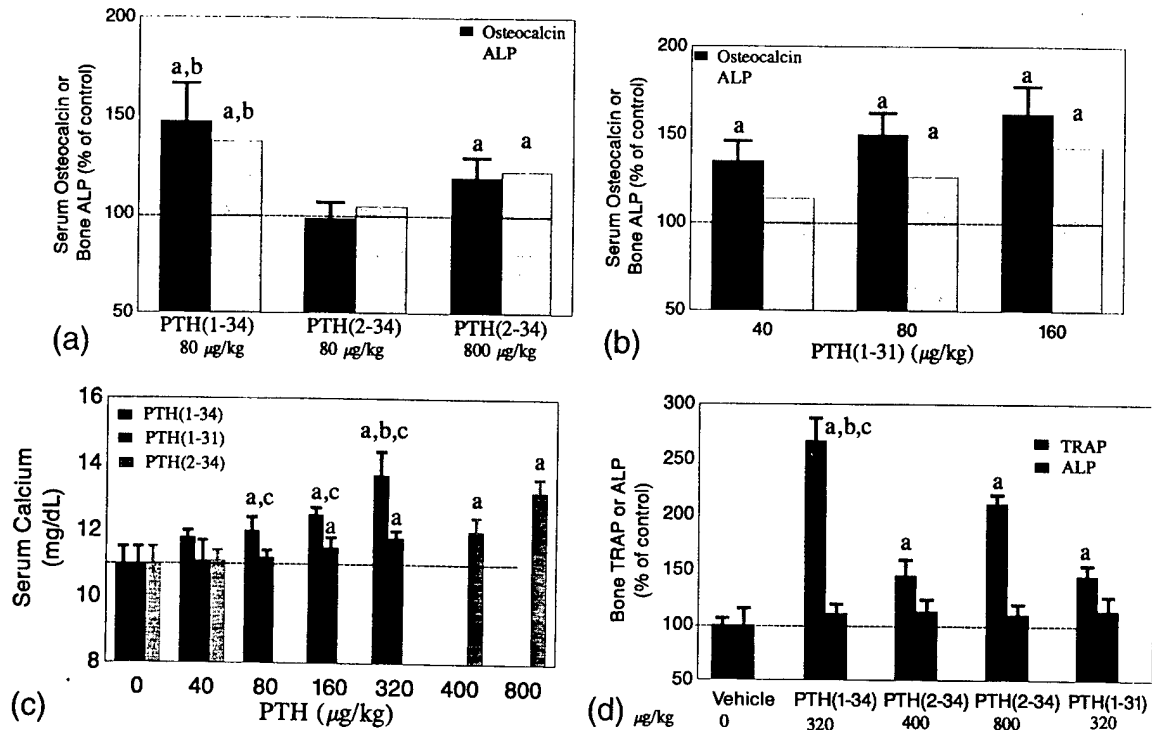 200
150
100
50
Serum Osteocalcin or
Bone ALP (% of control)
Osteocalcin
ALP
a,b
a,b
a
a
PTH(1-34)
80 µg/kg
PTH(2-34)
80 µg/kg
PTH(2-34)
800 µg/kg
(a)
200
150
100
50
Serum Osteocalcin or
Bone ALP (% of control)
Osteocalcin
ALP
a
a
a
a
a
40
80
160
PTH(1-31) (µg/kg)
(b)
16
14
12
10
8
Serum Calcium
(mg/dL)
PTH(1-34)
PTH(1-31)
PTH(2-34)
a,c
a,c
a
a,b,c
a
a
a
0 40 80 160 320 400 800
PTH (µg/kg)
(c)
300
250
200
150
100
50
Bone TRAP or ALP
(% of control)
TRAP
ALP
a,b,c
a
a
a
Vehicle PTH(1-34) PTH(2-34) PTH(2-34) PTH(1-31)
µg/kg 0 320 400 800 320
(d)